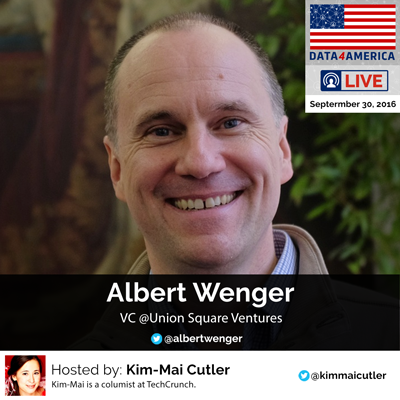 DATA4AMERICA
LIVE
Septermber 30, 2016
Albert Wenger
VC @Union Square Ventures
@albertwenger
Hosted by: Kim-Mai Cutler
Kim-Mai is a columist at TechCrunch.
@kimmaicutler